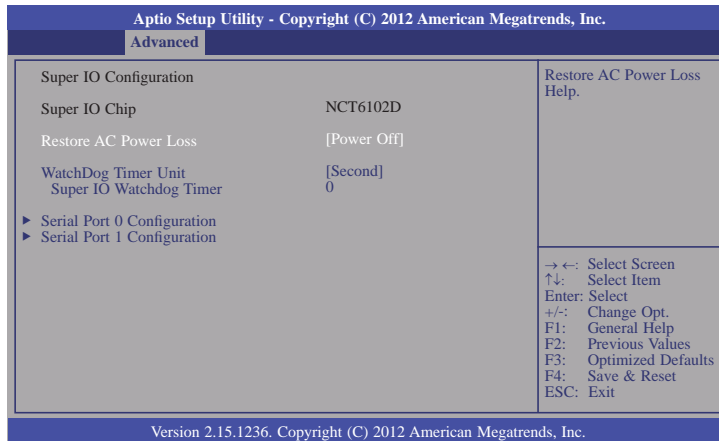 Aptio Setup Utility - Copyright (C) 2012 American Megatrends, Inc.
Advanced
Super IO Configuration
Super IO Chip NCT6102D
Restore AC Power Loss [Power Off]
WatchDog Timer Unit [Second]
Super IO Watchdog Timer 0
▶ Serial Port 0 Configuration
▶ Serial Port 1 Configuration
Restore AC Power Loss
Help.
→ ←: Select Screen
↑↓: Select Item
Enter: Select
+/-: Change Opt.
F1: General Help
F2: Previous Values
F3: Optimized Defaults
F4: Save & Reset
ESC: Exit
Version 2.15.1236. Copyright (C) 2012 American Megatrends, Inc.